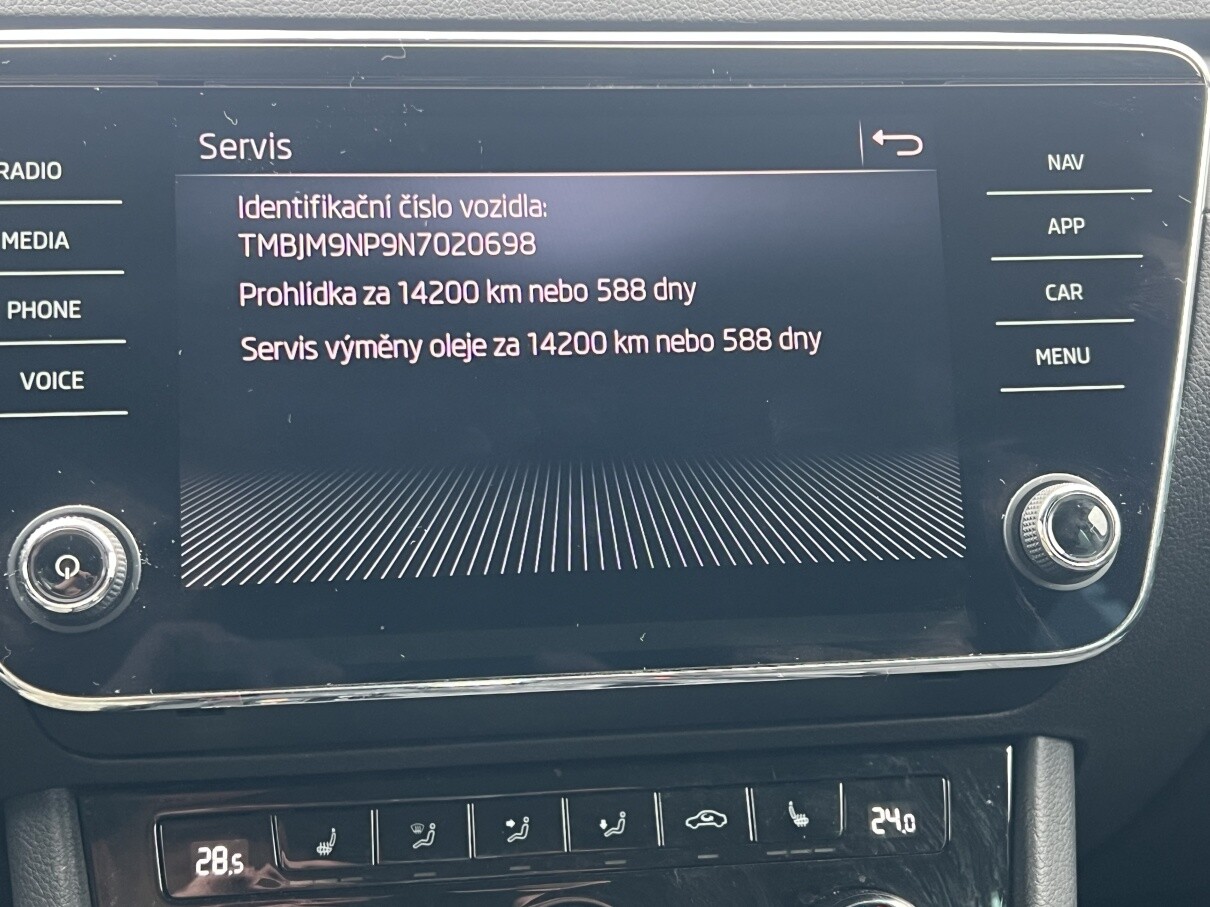 Servis
RADIO
MEDIA
PHONE
VOICE
Identifikační číslo vozidla:
TMBJM9NP9N7020698
Prohlídka za 14200 km nebo 588 dny
Servis výměny oleje za 14200 km nebo 588 dny
NAV
APP
CAR
MENU
28.5
24.0